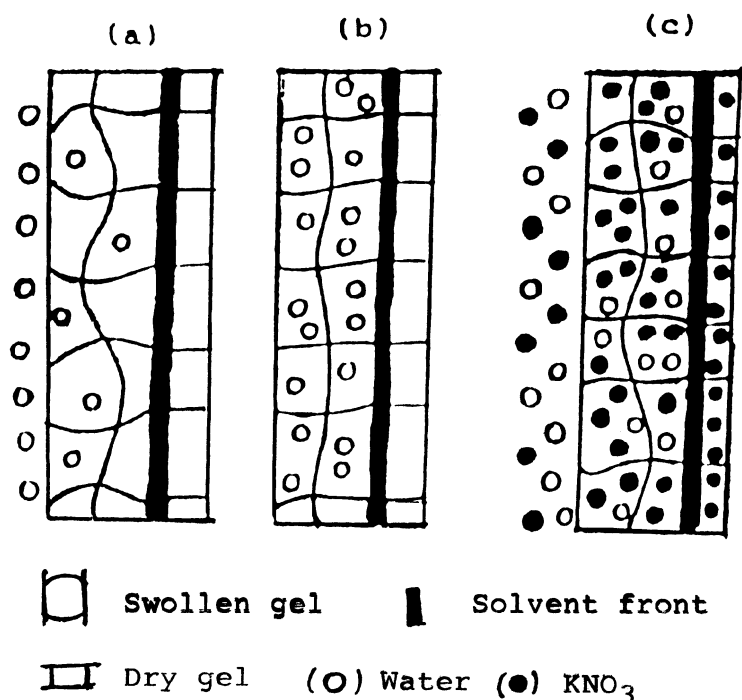 (a) (b) (c)
Swollen gel Solvent front
Dry gel (O) Water (●) KNO₃